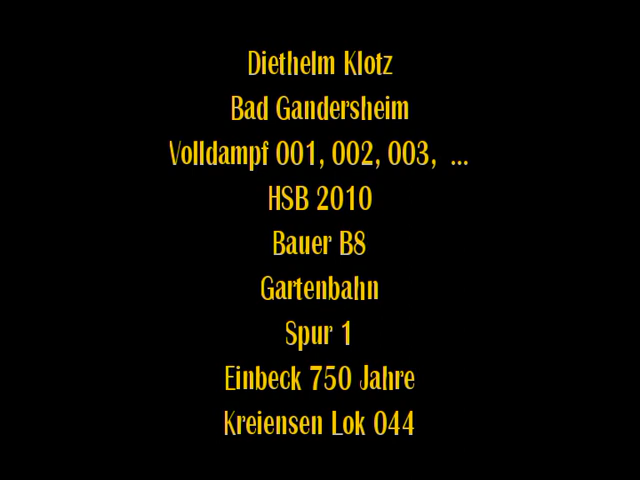 Diethelm Klotz
Bad Gandersheim
Volldampf 001, 002, 003, ...
HSB 2010
Bauer B8
Gartenbahn
Spur 1
Einbeck 750 Jahre
Kreiensen Lok 044